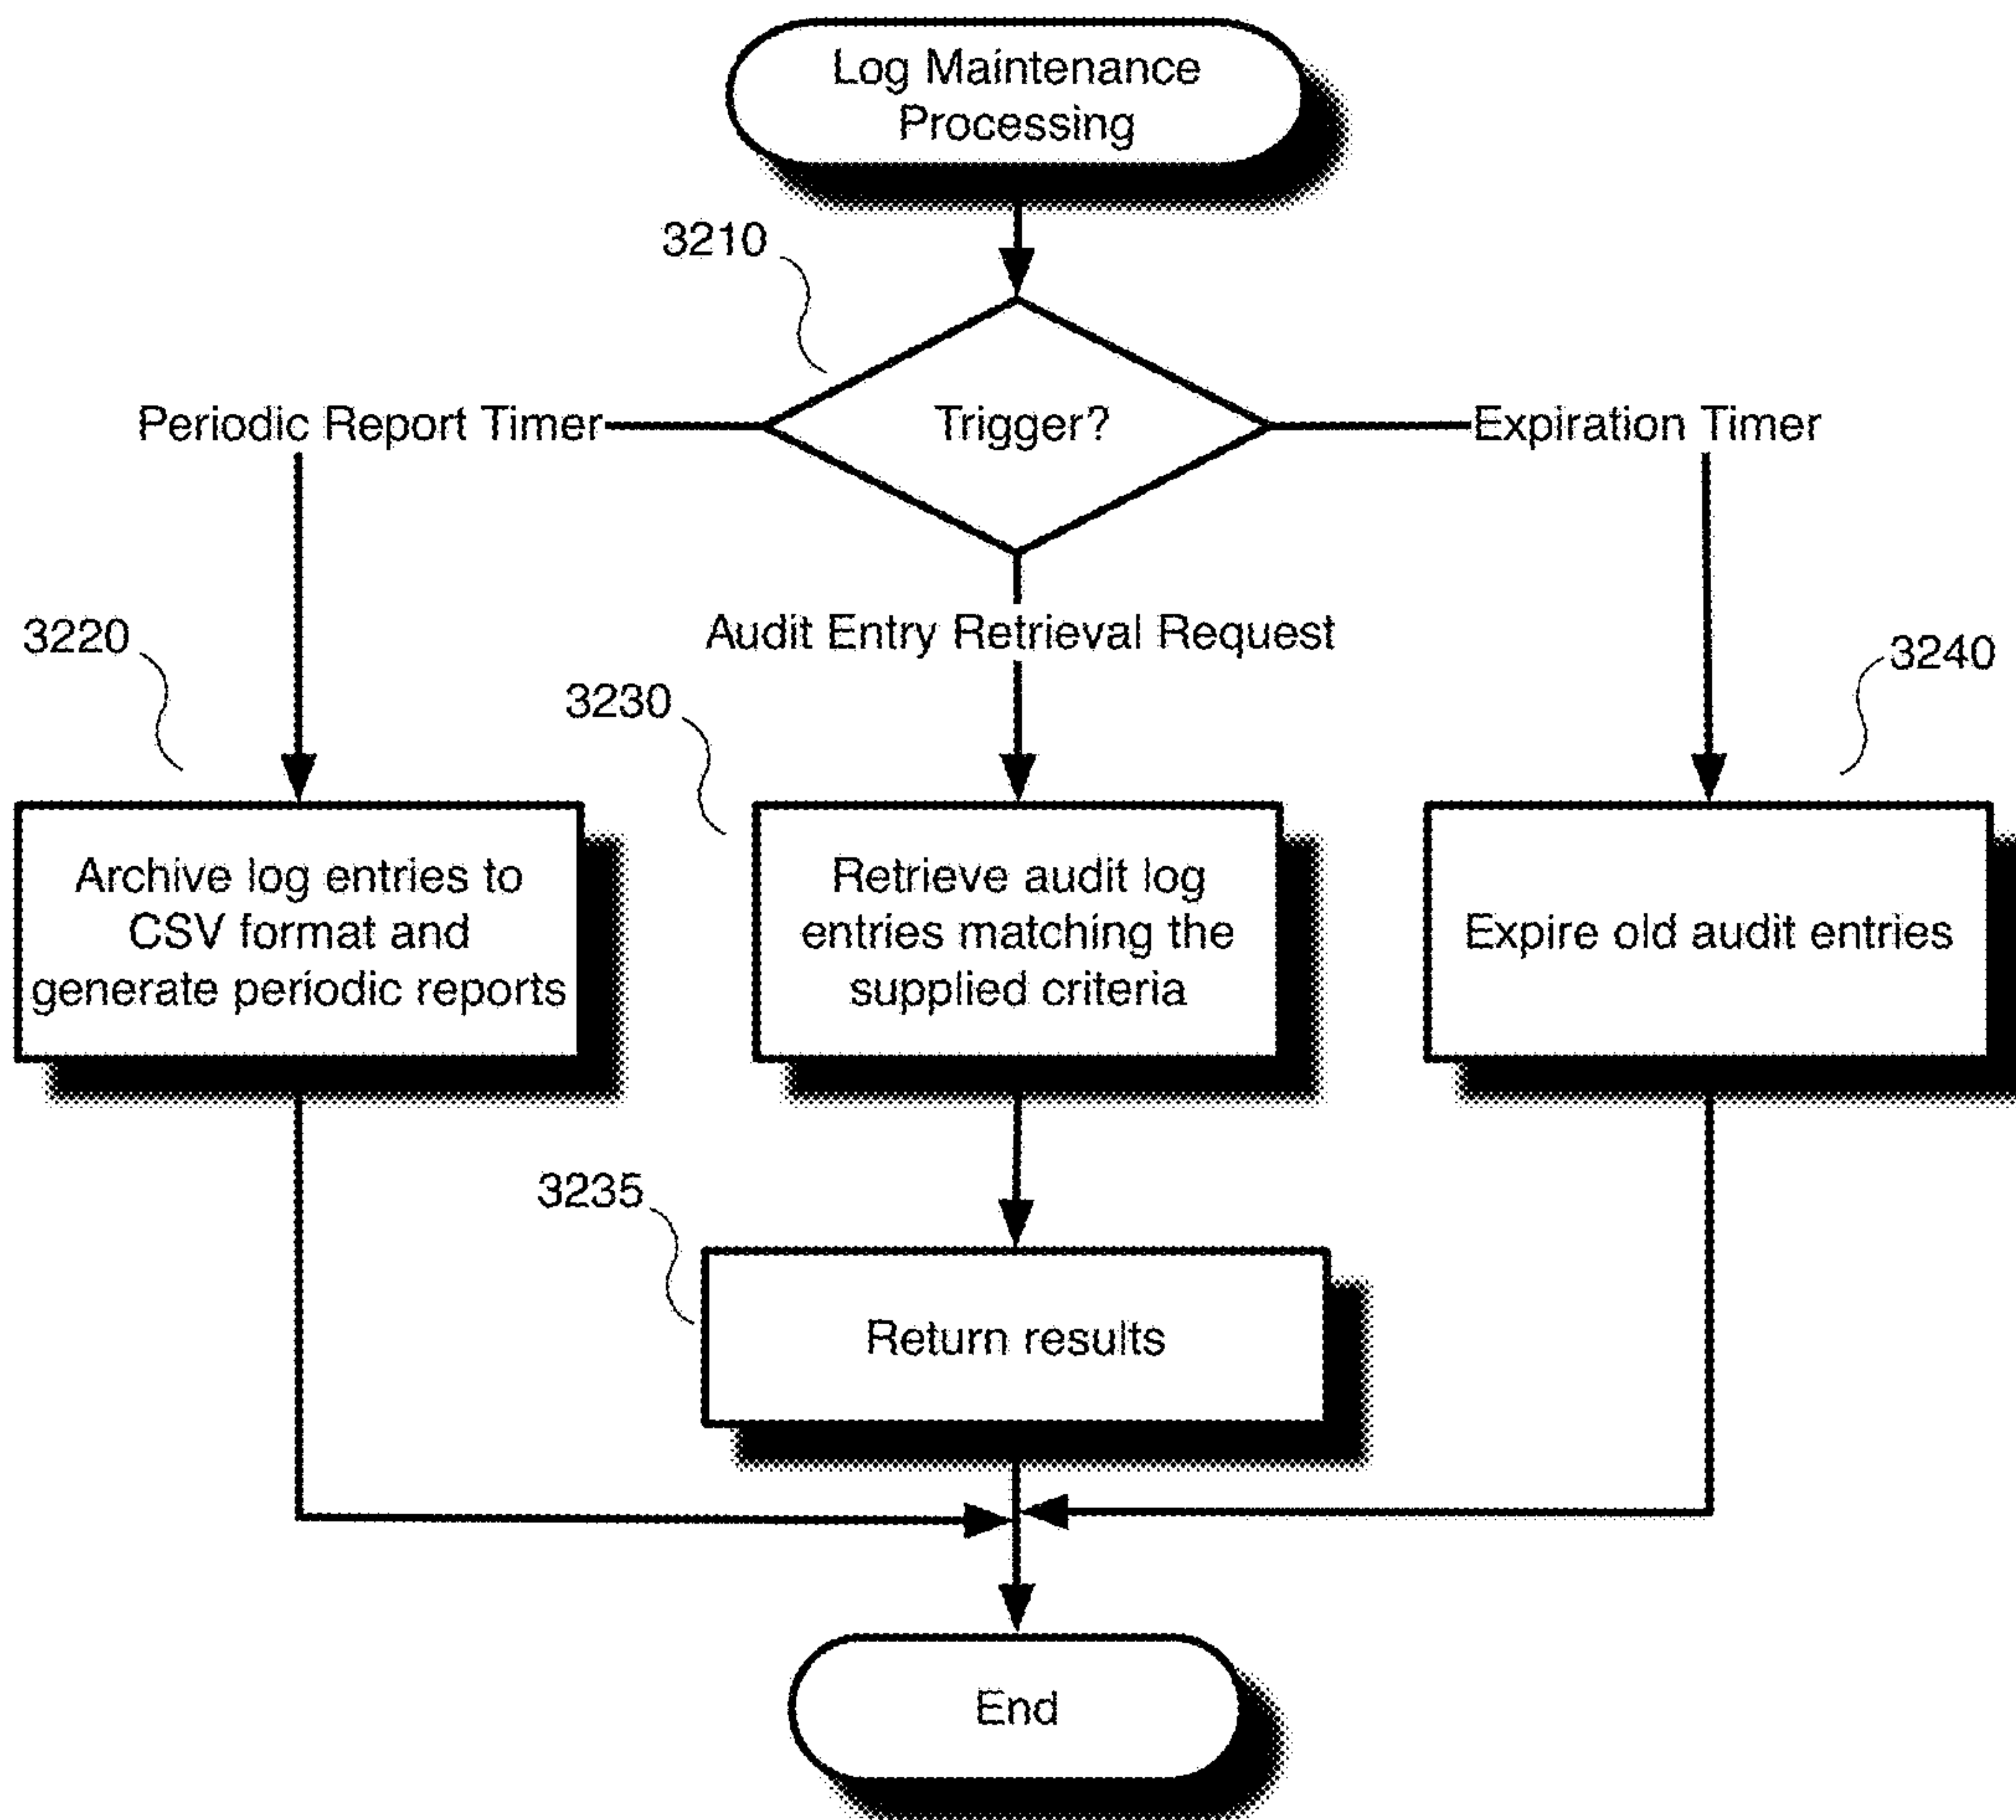 Log Maintenance
Processing
3210
Trigger?
Periodic Report Timer
Expiration Timer
Audit Entry Retrieval Request
3220
3230
3240
Archive log entries to
CSV format and
generate periodic reports
Retrieve audit log
entries matching the
supplied criteria
Expire old audit entries
3235
Return results
End